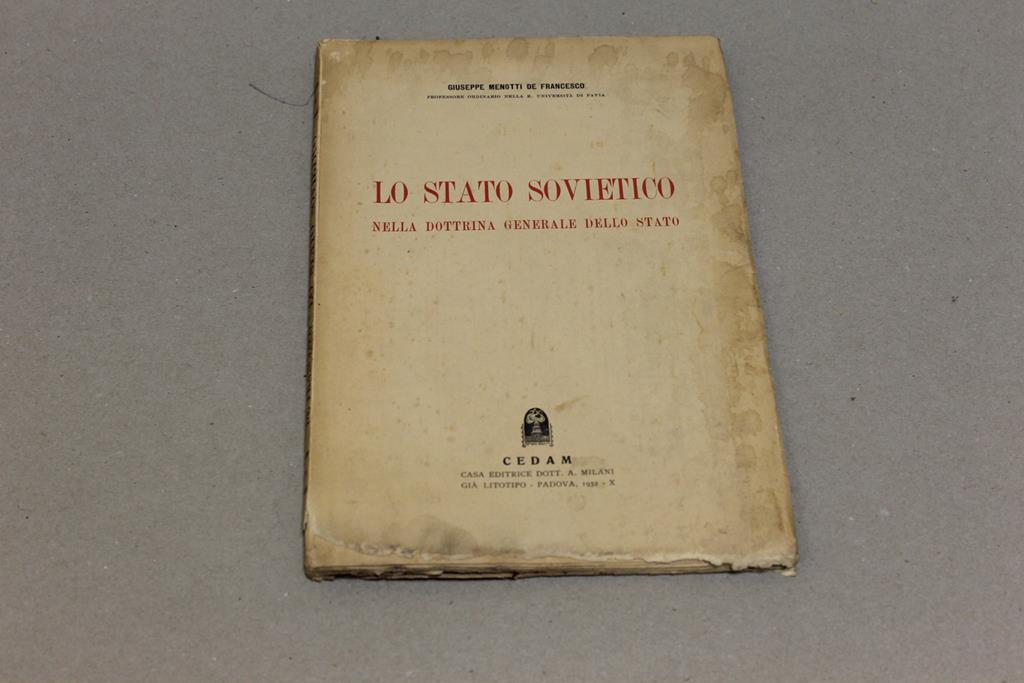 GIUSEPPE MENOTTI DE FRANCESCO
PROFESSORE ORDINARIO NELLA R. UNIVERSITÀ DI PAVIA
LO STATO SOVIETICO
NELLA DOTTRINA GENERALE DELLO STATO
CEDAM
CASA EDITRICE DOTT. A. MILANI
GIÀ LITOTIPO - PADOVA, 1932 - X